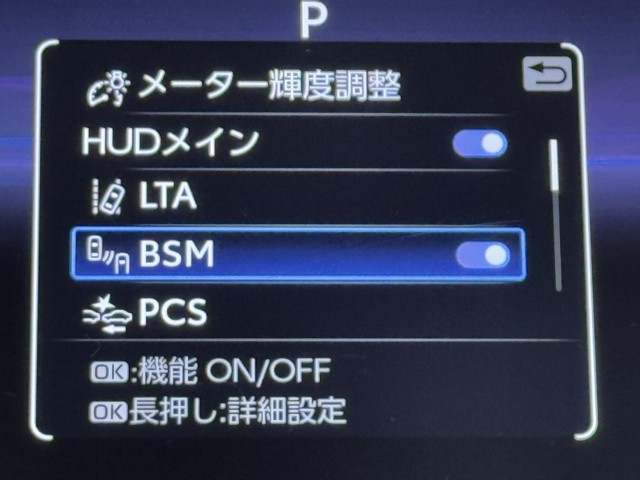 P
メーター輝度調整
HUDメイン
LTA
BSM
PCS
OK:機能 ON/OFF
OK長押し:詳細設定